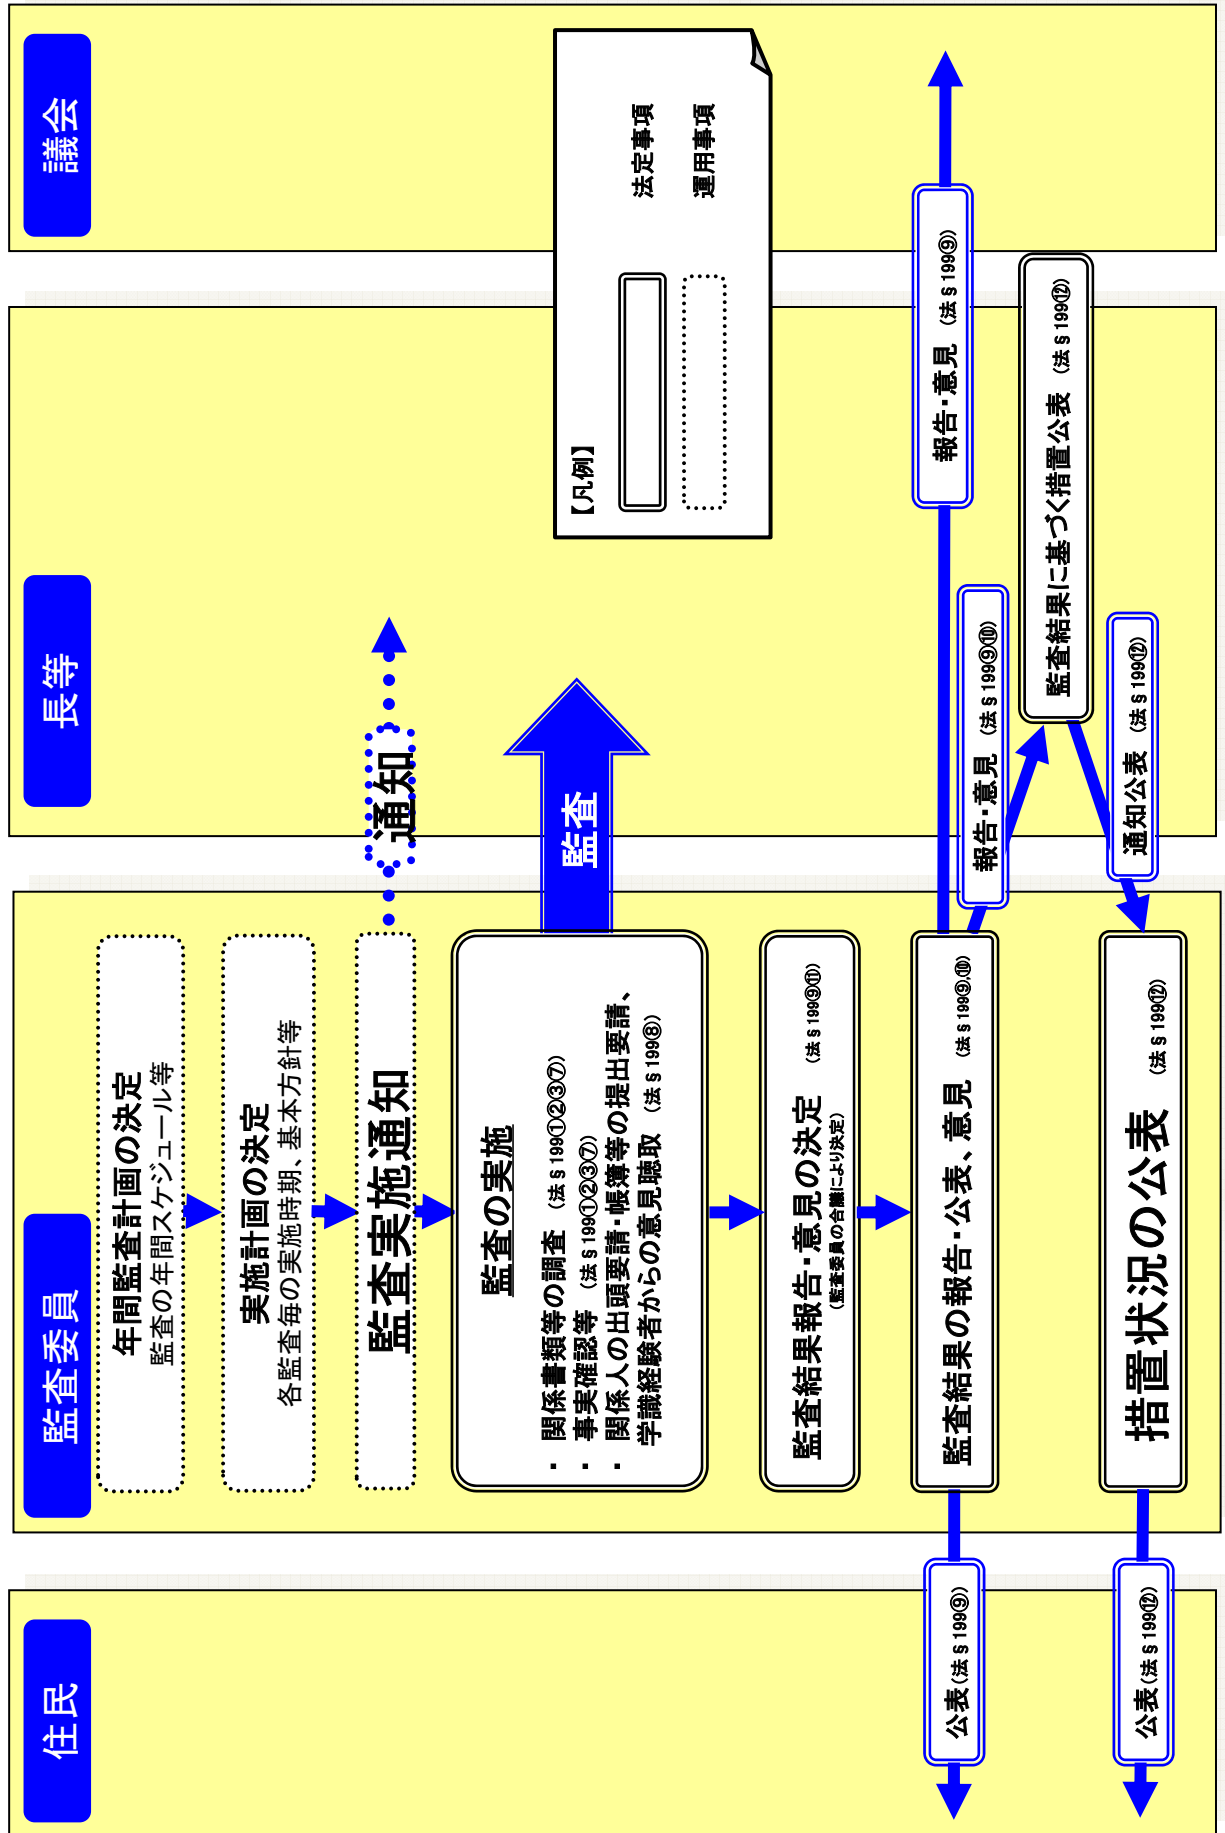 住民
監査委員
長等
議会
年間監査計画の決定
監査の年間スケジュール等
実施計画の決定
各監査毎の実施時期、基本方針等
監査実施通知
通知
監査の実施
・ 関係書類等の調査 （法§199①②③⑦）
・ 事実確認等 （法§199①②③⑦）
・ 関係人の出頭要請・帳簿等の提出要請、
学識経験者からの意見聴取 （法§199⑧）
監査
【凡例】
法定事項
運用事項
監査結果報告・意見の決定 （法§199⑨⑪）
（監査委員の合議により決定）
監査結果の報告・公表、意見 （法§199⑨,⑩）
公表（法§199⑨）
報告・意見 （法§199⑨）
報告・意見 （法§199⑨⑩）
監査結果に基づく措置公表 （法§199⑫）
通知公表 （法§199⑫）
措置状況の公表 （法§199⑫）
公表（法§199⑫）